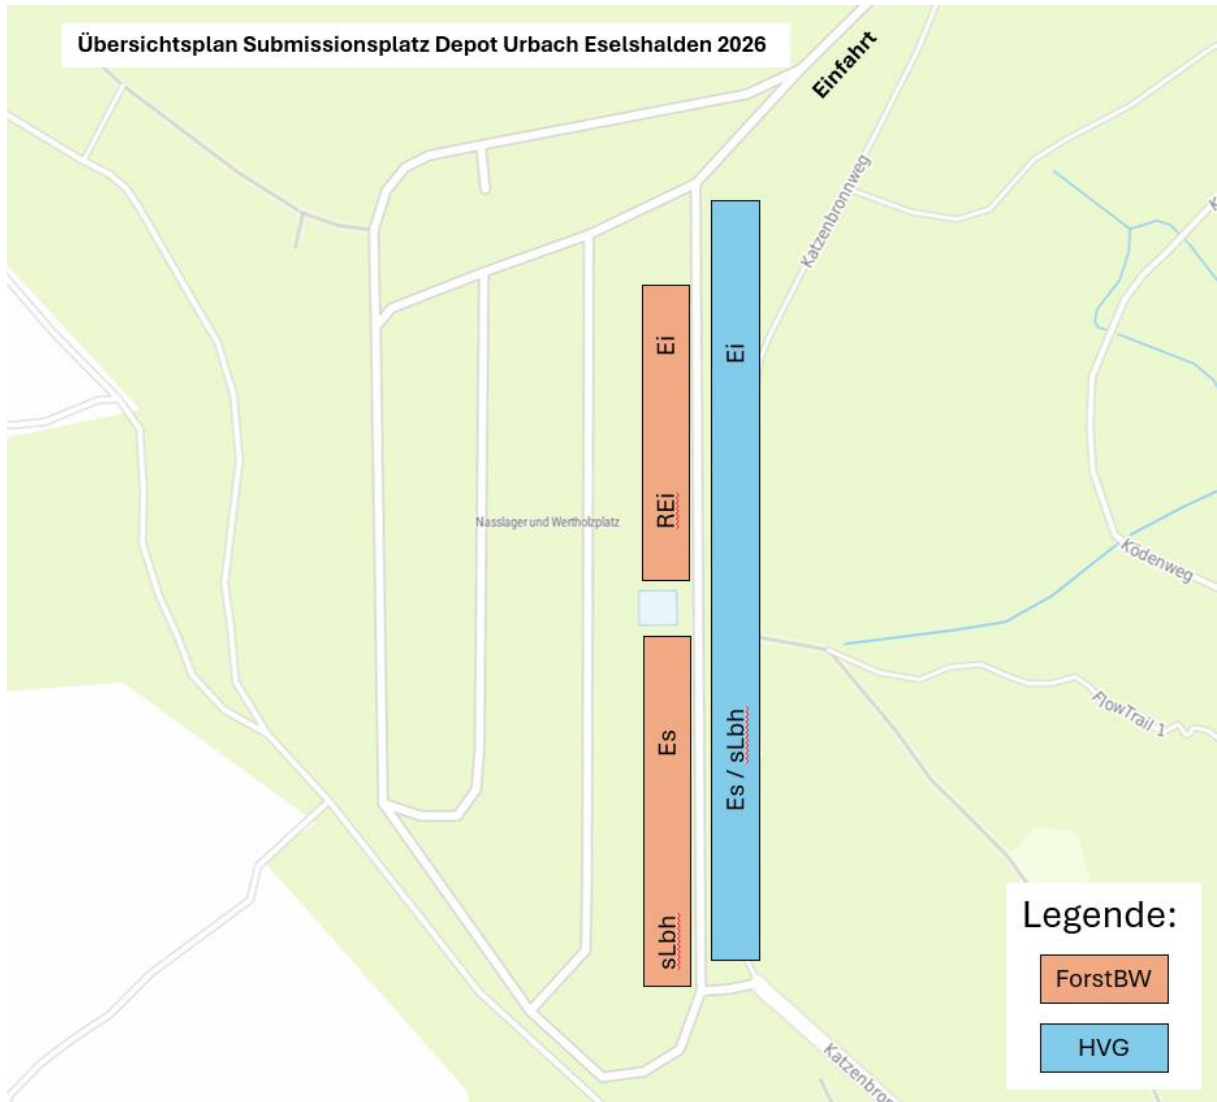 Übersichtsplan Submissionsplatz Depot Urbach Eselshalden 2026
Einfahrt
Katzenbronnweg
Ei
Ei
REi
Nasslager und Wertholzplatz
Ködenweg
FlowTrail 1
Es
Es / sLbh
sLbh
Legende:
ForstBW
HVG